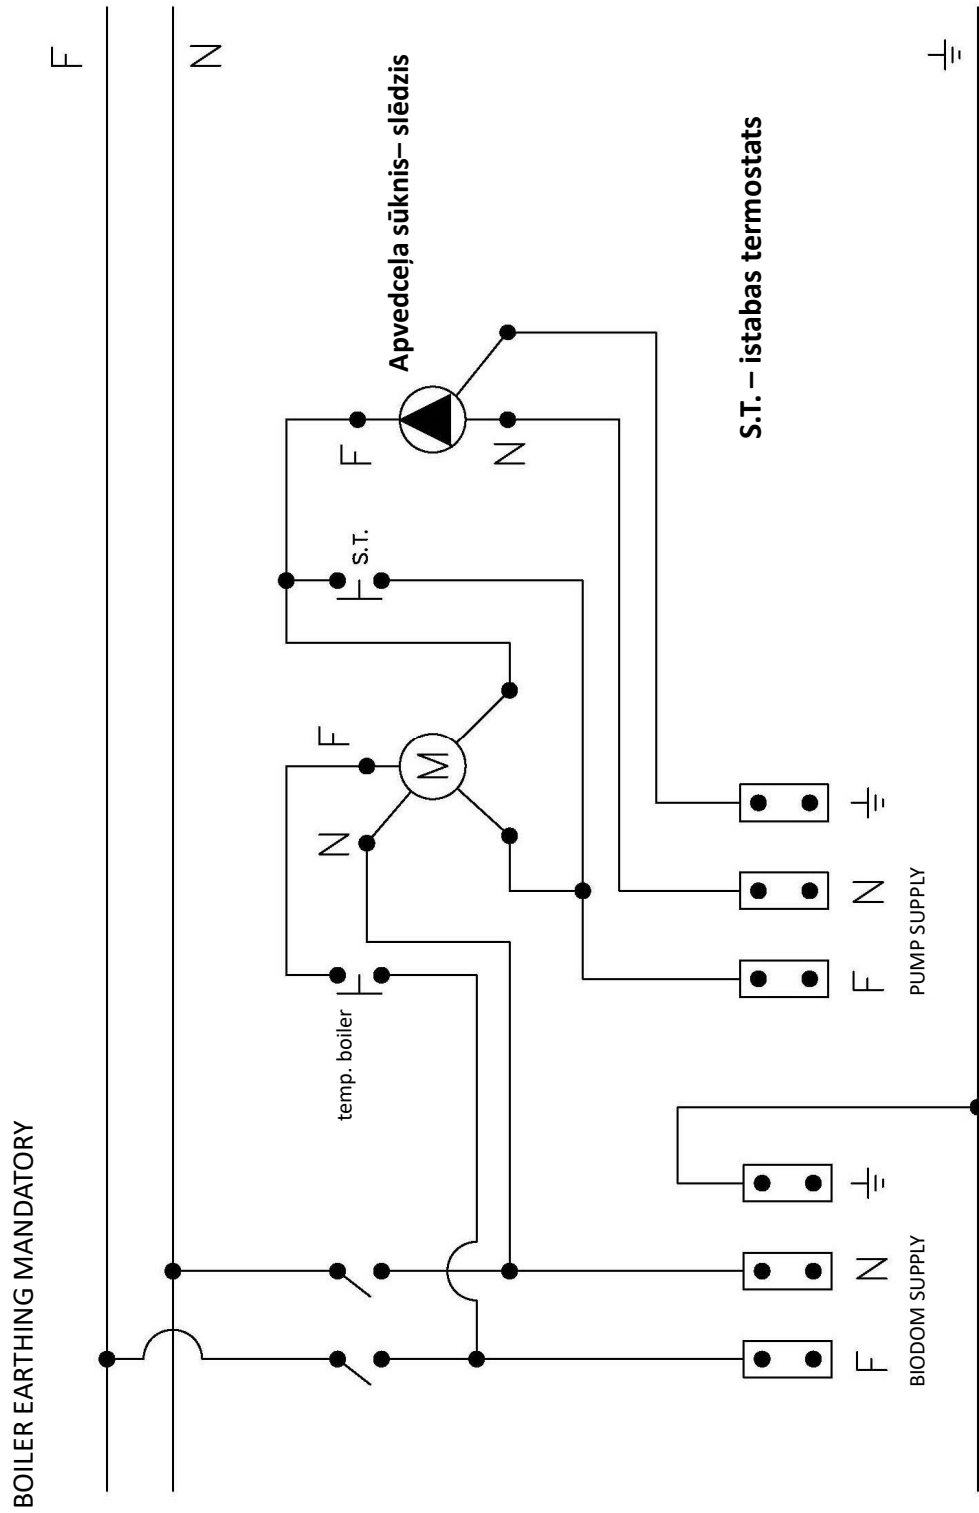 BOILER EARTHING MANDATORY
F
N
Apvedceļa sūknis– slēdzis
F
N
S.T.
F
M
N
temp. boiler
S.T. – istabas termostats
F
N
BIODOM SUPPLY
F
N
PUMP SUPPLY